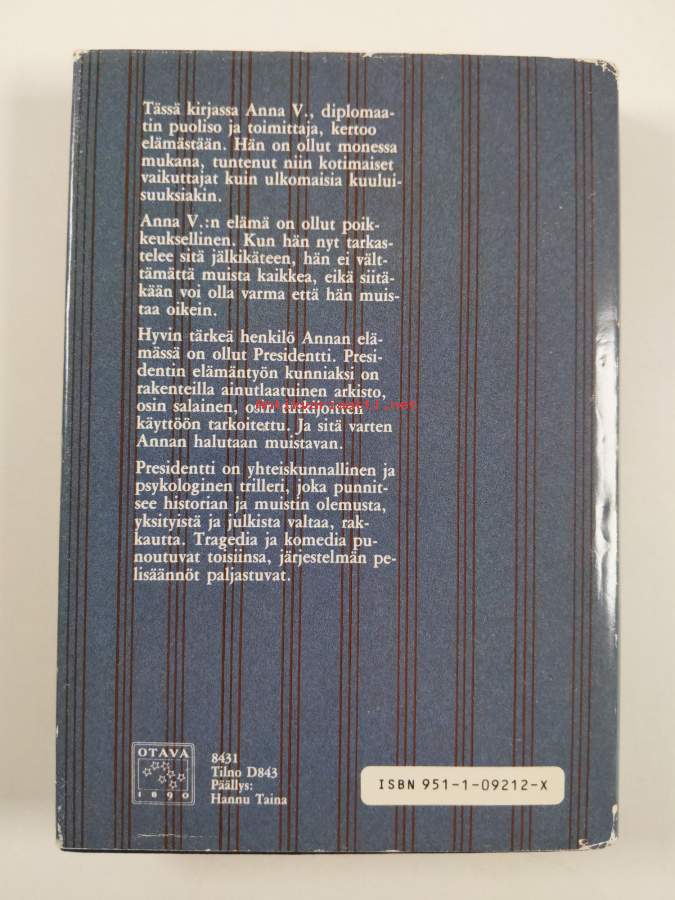 Tässä kirjassa Anna V., diplomaa-
tin puoliso ja toimittaja, kertoo
elämästään. Hän on ollut monessa
mukana, tuntenut niin kotimaiset
vaikuttajat kuin ulkomaisia kuului-
suuksiakin.
Anna V.:n elämä on ollut poik-
keuksellinen. Kun hän nyt tarkas-
telee sitä jälkikäteen, hän ei vält-
tämättä muista kaikkea, eikä siitä-
kään voi olla varma että hän muis-
taa oikein.
Hyvin tärkeä henkilö Annan elä-
mässä on ollut Presidentti. Presi-
dentin elämäntyön kunniaksi on
rakenteilla ainutlaatuinen arkisto,
osin salainen, osin tutkijoitten
käyttöön tarkoitettu. Ja sitä varten
Annan halutaan muistavan.
Presidentti on yhteiskunnallinen ja
psykologinen trilleri, joka punnit-
see historian ja muistin olemusta,
yksityistä ja julkista valtaa, rak-
kautta. Tragedia ja komedia pu-
noutuvat toisiinsa, järjestelmän pe-
lisäännöt paljastuvat.
OTAVA
1890
8431
Tilno D843
Päällys:
Hannu Taina
ISBN 951-1-09212-X